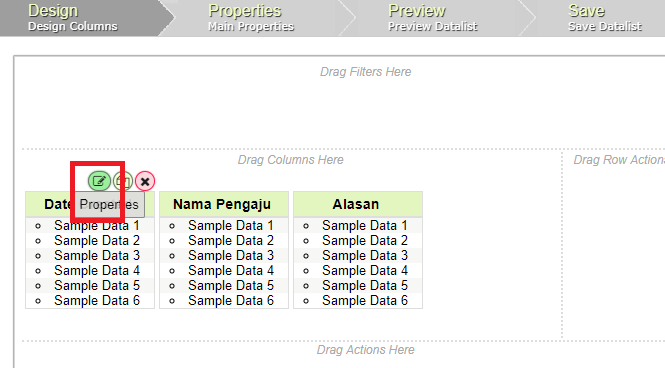 Design
Design Columns
Properties
Main Properties
Preview
Preview Datalist
Save
Save Datalist
Drag Filters Here
Drag Columns Here
Drag Row Actions
Properties
Date
Nama Pengaju
Alasan
Sample Data 1
Sample Data 2
Sample Data 3
Sample Data 4
Sample Data 5
Sample Data 6
Sample Data 1
Sample Data 2
Sample Data 3
Sample Data 4
Sample Data 5
Sample Data 6
Sample Data 1
Sample Data 2
Sample Data 3
Sample Data 4
Sample Data 5
Sample Data 6
Drag Actions Here